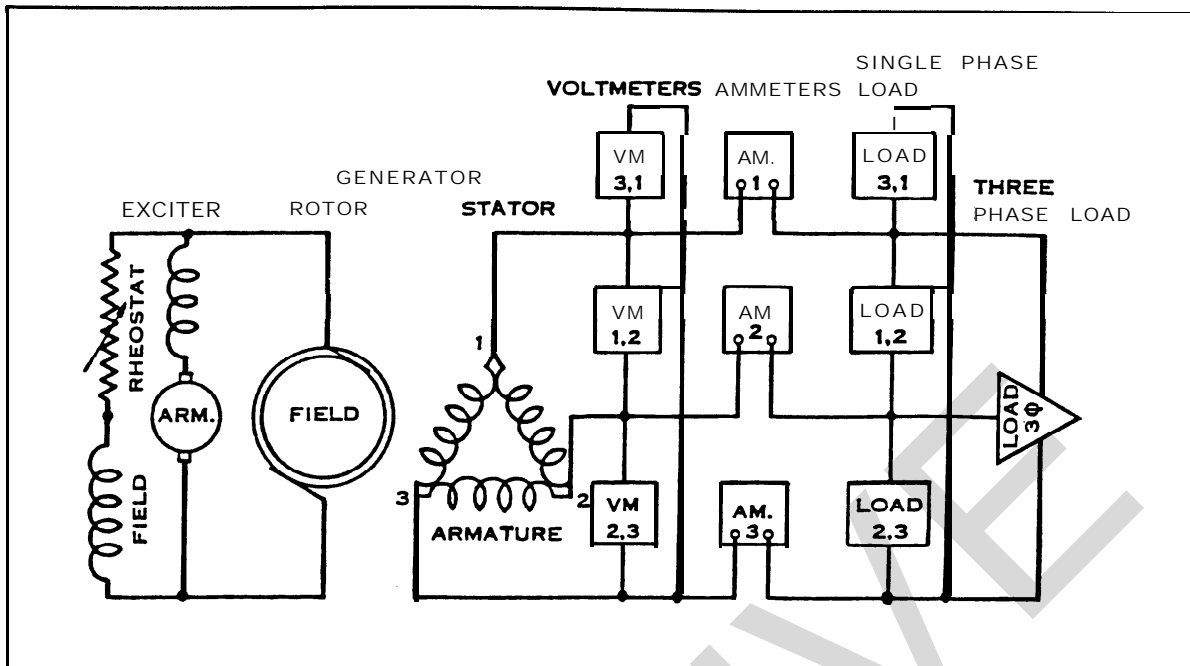 SINGLE PHASE
VOLTMETERS AMMETERS LOAD
VM
3,1
AM.
1
LOAD
3,1
GENERATOR
THREE
EXCITER ROTOR STATOR PHASE LOAD
RHEOSTAT
VM
1,2
AM
2
LOAD
1,2
1
ARM.
FIELD
LOAD
3φ
FIELD
3
2
ARMATURE
VM
2,3
AM.
3
LOAD
2,3